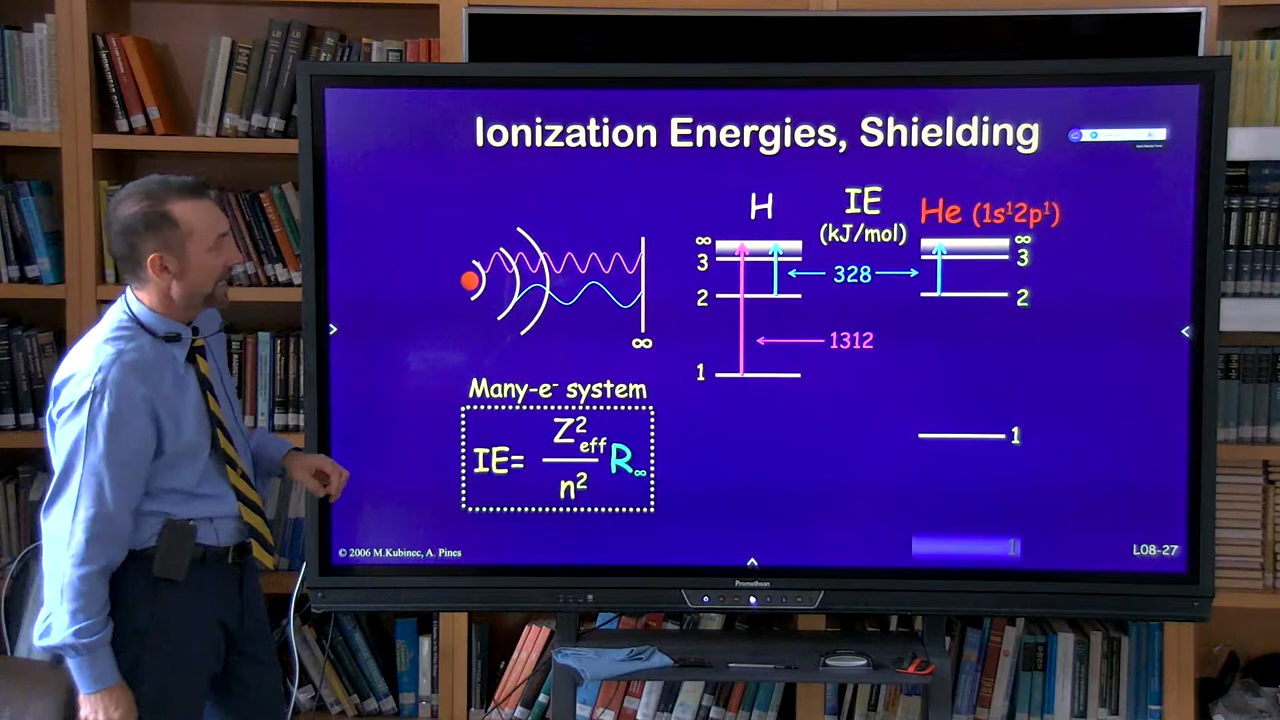 Ionization Energies, Shielding
H
IE
(kJ/mol)
He (1s¹2p¹)
∞
3
2
1
328
1312
∞
3
2
1
1
∞
Many-e⁻ system
IE= Z²eff / n² R∞
© 2006 M.Kubinec, A. Pines
L08-27
Promethean